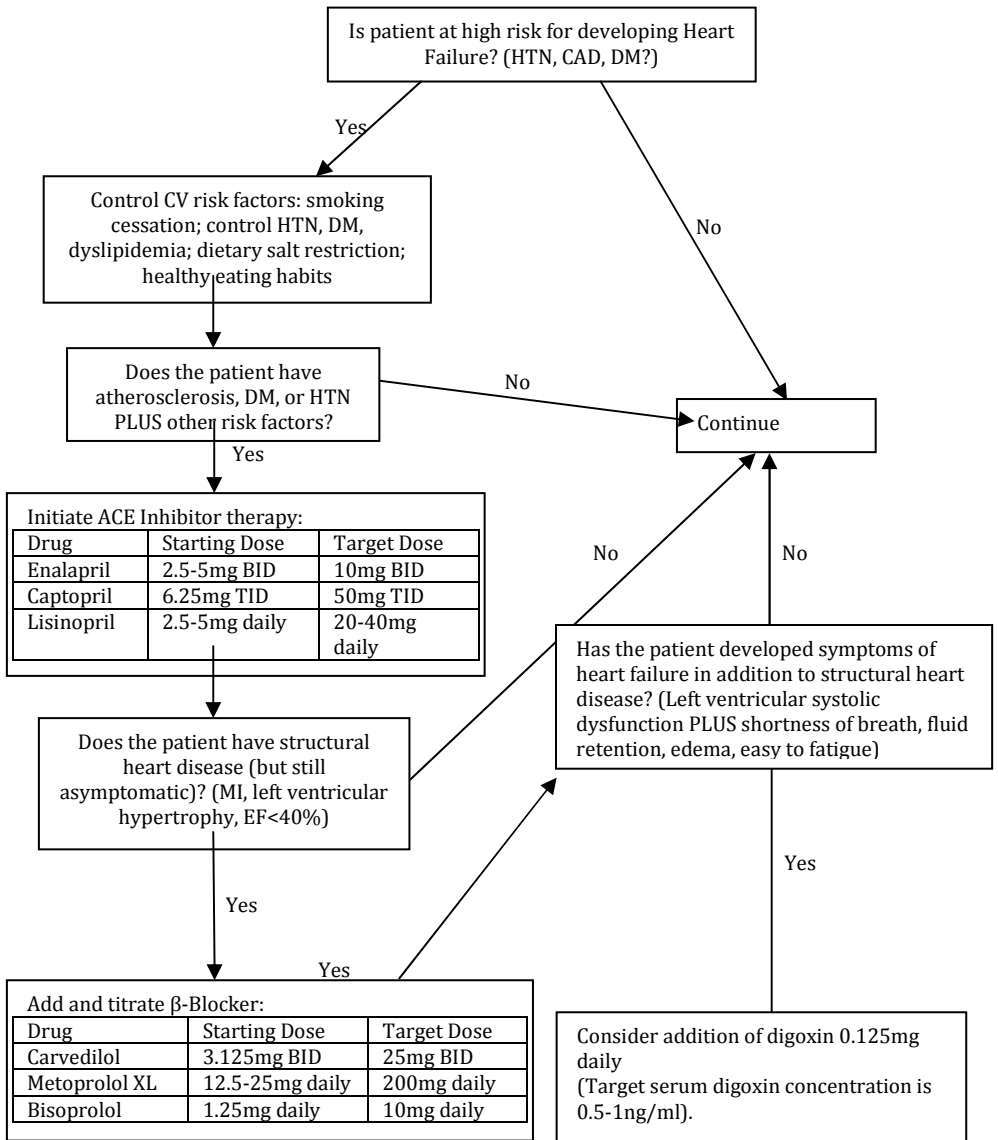 Is patient at high risk for developing Heart
Failure? (HTN, CAD, DM?)
Yes
No
Control CV risk factors: smoking
cessation; control HTN, DM,
dyslipidemia; dietary salt restriction;
healthy eating habits
Does the patient have
atherosclerosis, DM, or HTN
PLUS other risk factors?
No
Continue
Yes
Initiate ACE Inhibitor therapy:
Drug Starting Dose Target Dose
Enalapril 2.5-5mg BID 10mg BID
Captopril 6.25mg TID 50mg TID
Lisinopril 2.5-5mg daily 20-40mg
daily
No
No
Has the patient developed symptoms of
heart failure in addition to structural heart
disease? (Left ventricular systolic
dysfunction PLUS shortness of breath, fluid
retention, edema, easy to fatigue)
Does the patient have structural
heart disease (but still
asymptomatic)? (MI, left ventricular
hypertrophy, EF<40%)
Yes
Yes
Yes
Add and titrate β-Blocker:
Drug Starting Dose Target Dose
Carvedilol 3.125mg BID 25mg BID
Metoprolol XL 12.5-25mg daily 200mg daily
Bisoprolol 1.25mg daily 10mg daily
Consider addition of digoxin 0.125mg
daily
(Target serum digoxin concentration is
0.5-1ng/ml).